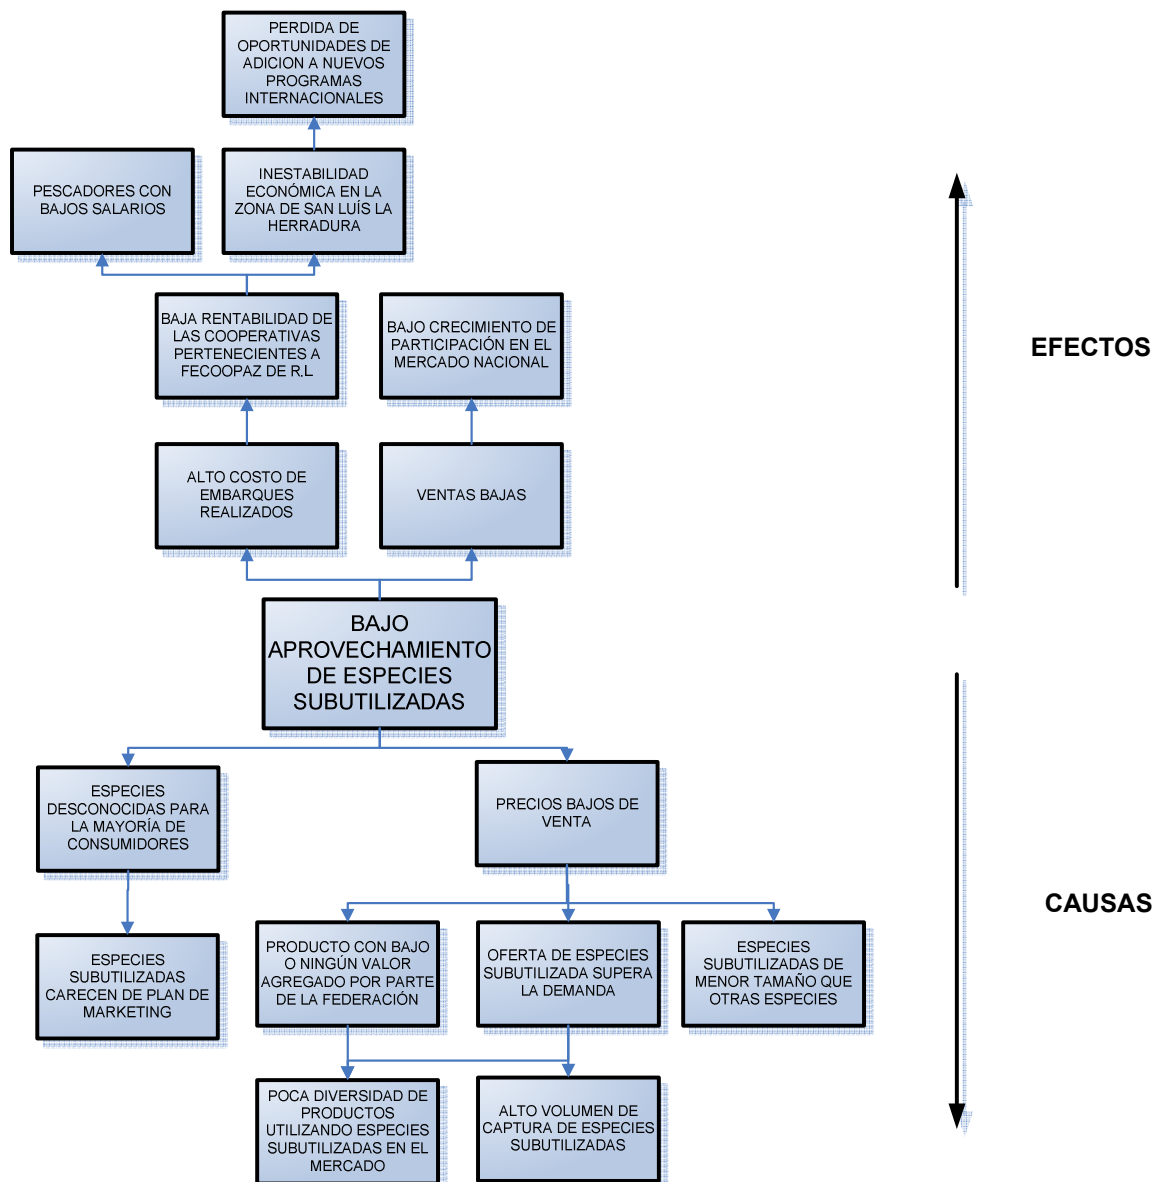 PERDIDA DE
OPORTUNIDADES DE
ADICION A NUEVOS
PROGRAMAS
INTERNACIONALES
PESCADORES CON
BAJOS SALARIOS
INESTABILIDAD
ECONÓMICA EN LA
ZONA DE SAN LUÍS LA
HERRADURA
BAJA RENTABILIDAD DE
LAS COOPERATIVAS
PERTENECIENTES A
FECOOPAZ DE R.L
BAJO CRECIMIENTO DE
PARTICIPACIÓN EN EL
MERCADO NACIONAL
EFECTOS
ALTO COSTO DE
EMBARQUES
REALIZADOS
VENTAS BAJAS
BAJO
APROVECHAMIENTO
DE ESPECIES
SUBUTILIZADAS
ESPECIES
DESCONOCIDAS PARA
LA MAYORÍA DE
CONSUMIDORES
PRECIOS BAJOS DE
VENTA
CAUSAS
ESPECIES
SUBUTILIZADAS
CARECEN DE PLAN DE
MARKETING
PRODUCTO CON BAJO
O NINGÚN VALOR
AGREGADO POR PARTE
DE LA FEDERACIÓN
OFERTA DE ESPECIES
SUBUTILIZADA SUPERA
LA DEMANDA
ESPECIES
SUBUTILIZADAS DE
MENOR TAMAÑO QUE
OTRAS ESPECIES
POCA DIVERSIDAD DE
PRODUCTOS
UTILIZANDO ESPECIES
SUBUTILIZADAS EN EL
MERCADO
ALTO VOLUMEN DE
CAPTURA DE ESPECIES
SUBUTILIZADAS